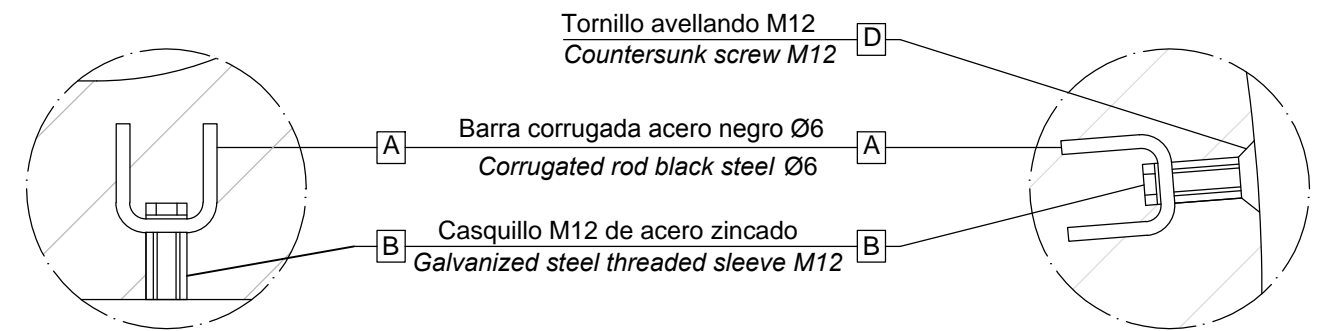 Tornillo avellando M12
D
Countersunk screw M12
Barra corrugada acero negro Ø6
A
A
Corrugated rod black steel Ø6
Casquillo M12 de acero zincado
B
B
Galvanized steel threaded sleeve M12